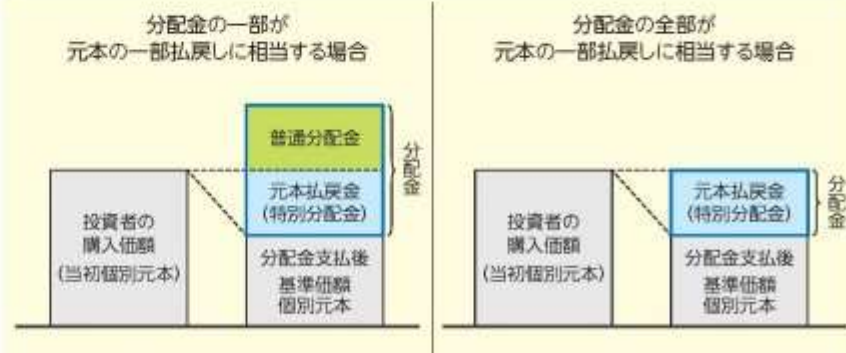 分配金の一部が
元本の一部払戻しに相当する場合
普通分配金
元本払戻金
(特別分配金)
分配金
投資者の
購入価額
(当初個別元本)
分配金支払後
基準価額
個別元本
分配金の全部が
元本の一部払戻しに相当する場合
投資者の
購入価額
(当初個別元本)
元本払戻金
(特別分配金)
分配金
分配金支払後
基準価額
個別元本